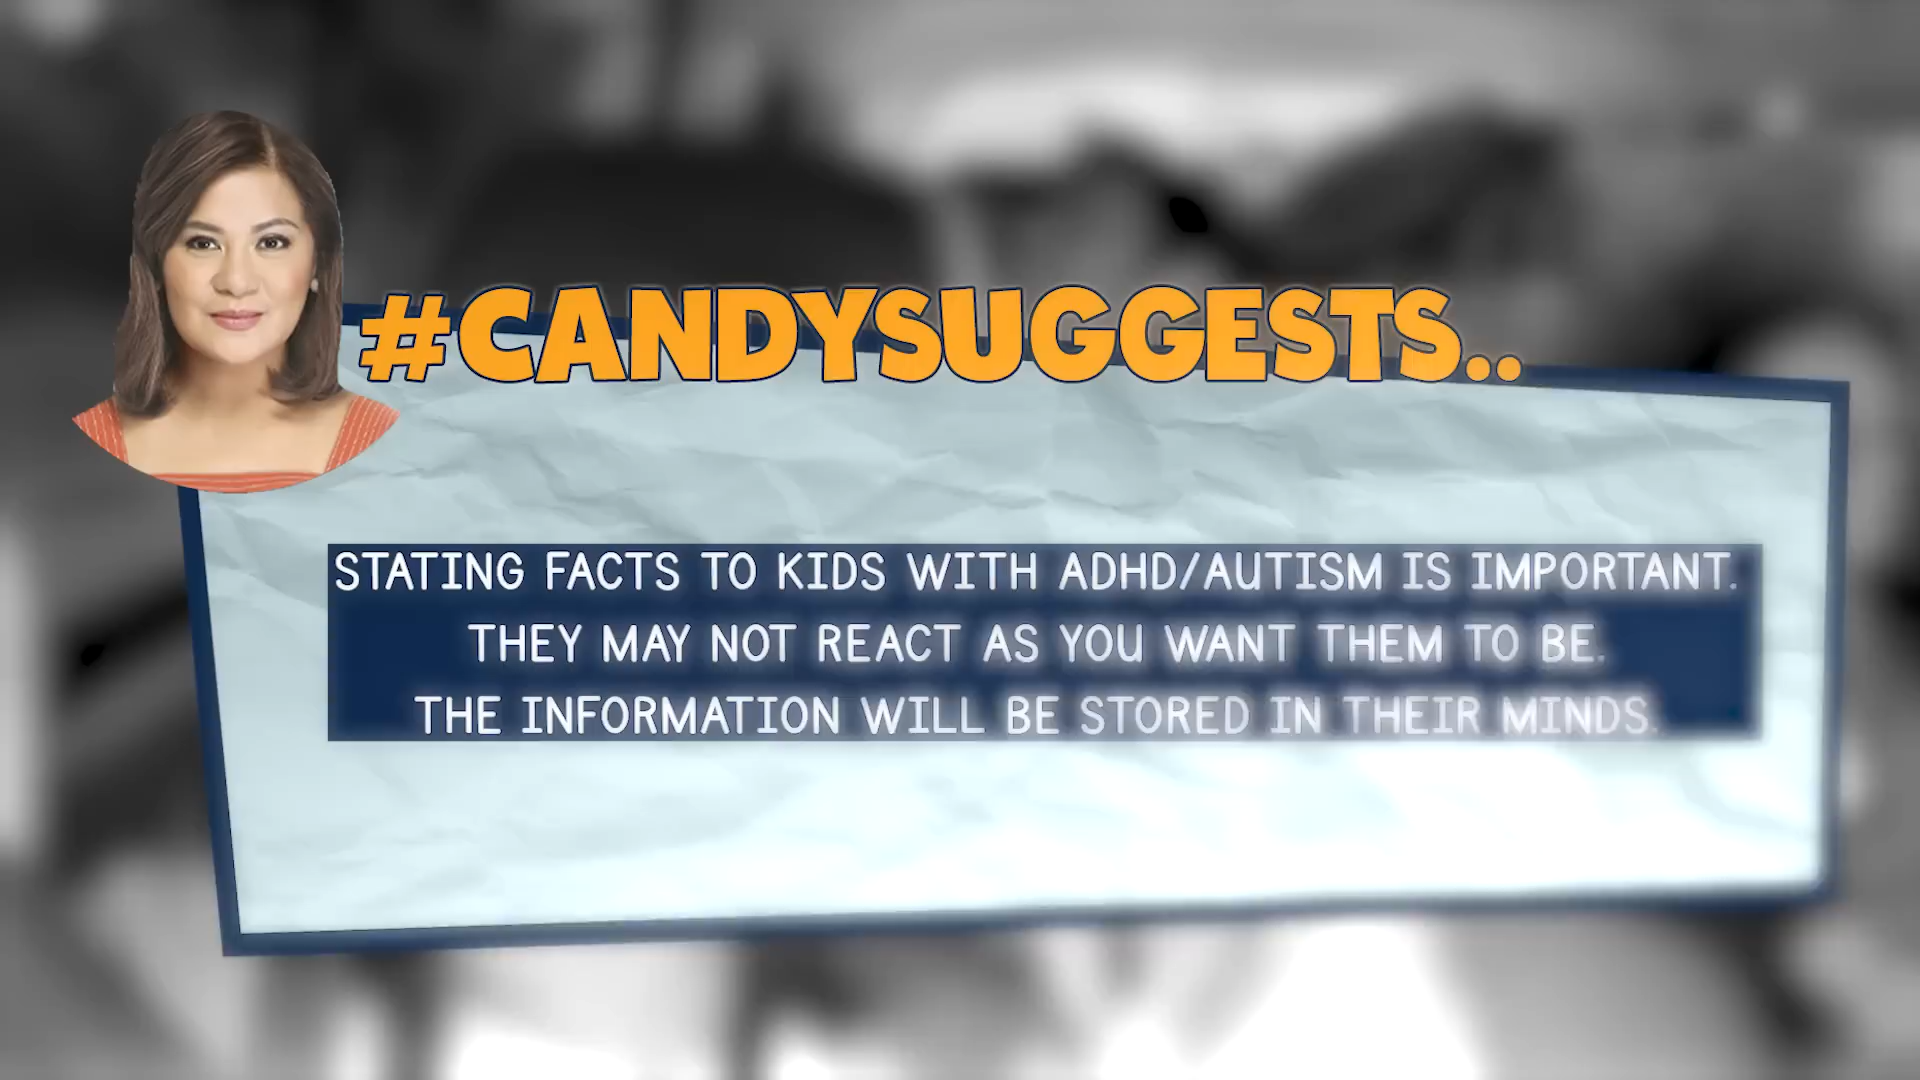 #CANDYSUGGESTS..
STATING FACTS TO KIDS WITH ADHD/AUTISM IS IMPORTANT.
THEY MAY NOT REACT AS YOU WANT THEM TO BE.
THE INFORMATION WILL BE STORED IN THEIR MINDS.